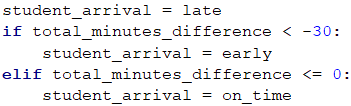 student_arrival = late
if total_minutes_difference < -30:
    student_arrival = early
elif total_minutes_difference <= 0:
    student_arrival = on_time